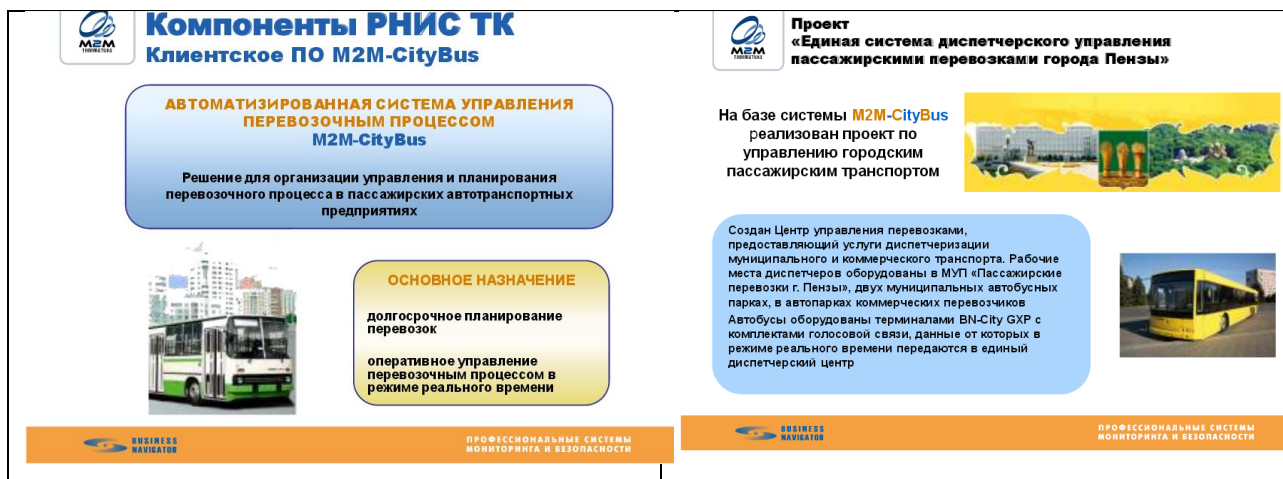 M2M
TELEMATICS
Компоненты РНИС ТК
Клиентское ПО M2M-CityBus
АВТОМАТИЗИРОВАННАЯ СИСТЕМА УПРАВЛЕНИЯ
ПЕРЕВОЗОЧНЫМ ПРОЦЕССОМ
M2M-CityBus
Решение для организации управления и планирования
перевозочного процесса в пассажирских автотранспортных
предприятиях
ОСНОВНОЕ НАЗНАЧЕНИЕ
долгосрочное планирование
перевозок
оперативное управление
перевозочным процессом в
режиме реального времени
BUSINESS
NAVIGATOR
ПРОФЕССИОНАЛЬНЫЕ СИСТЕМЫ
МОНИТОРИНГА И БЕЗОПАСНОСТИ
M2M
TELEMATICS
Проект
«Единая система диспетчерского управления
пассажирскими перевозками города Пензы»
На базе системы M2M-CityBus
реализован проект по
управлению городским
пассажирским транспортом
Создан Центр управления перевозками,
предоставляющий услуги диспетчеризации
муниципального и коммерческого транспорта. Рабочие
места диспетчеров оборудованы в МУП «Пассажирские
перевозки г. Пензы», двух муниципальных автобусных
парках, в автопарках коммерческих перевозчиков
Автобусы оборудованы терминалами BN-City GXP с
комплектами голосовой связи, данные от которых в
режиме реального времени передаются в единый
диспетчерский центр
BUSINESS
NAVIGATOR
ПРОФЕССИОНАЛЬНЫЕ СИСТЕМЫ
МОНИТОРИНГА И БЕЗОПАСНОСТИ